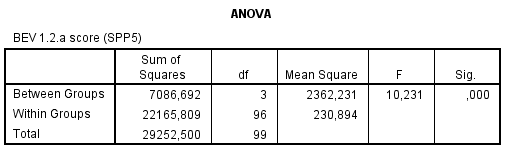 ANOVA
BEV 1.2.a score (SPP5)
Sum of Squares df Mean Square F Sig.
Between Groups 7086,692 3 2362,231 10,231 ,000
Within Groups 22165,809 96 230,894
Total 29252,500 99